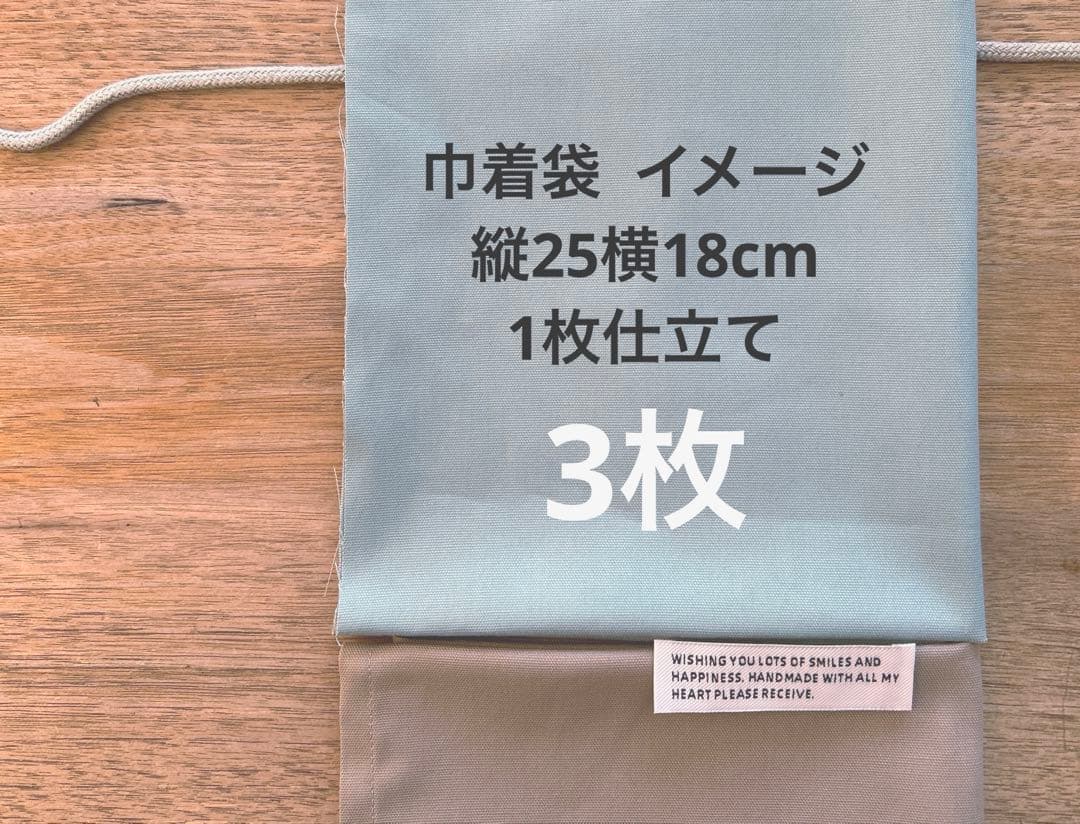 巾着袋 イメージ
縦25横18cm
1枚仕立て
3枚
WISHING YOU LOTS OF SMILES AND
HAPPINESS. HANDMADE WITH ALL MY
HEART PLEASE RECEIVE.